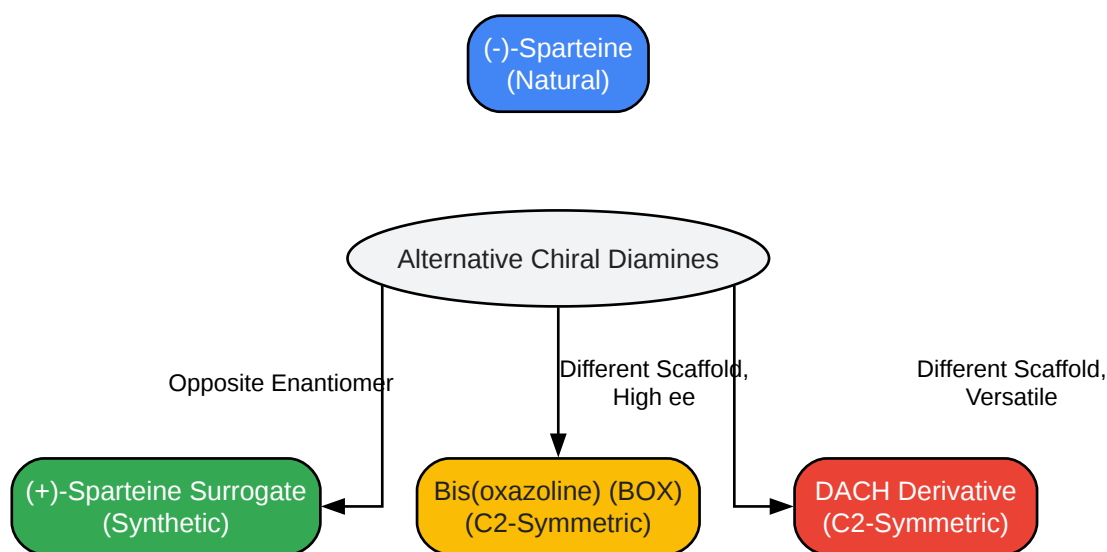 (-)-Sparteine
(Natural)
Alternative Chiral Diamines
Opposite Enantiomer
Different Scaffold,
High ee
Different Scaffold,
Versatile
(+)-Sparteine Surrogate
(Synthetic)
Bis(oxazoline) (BOX)
(C2-Symmetric)
DACH Derivative
(C2-Symmetric)